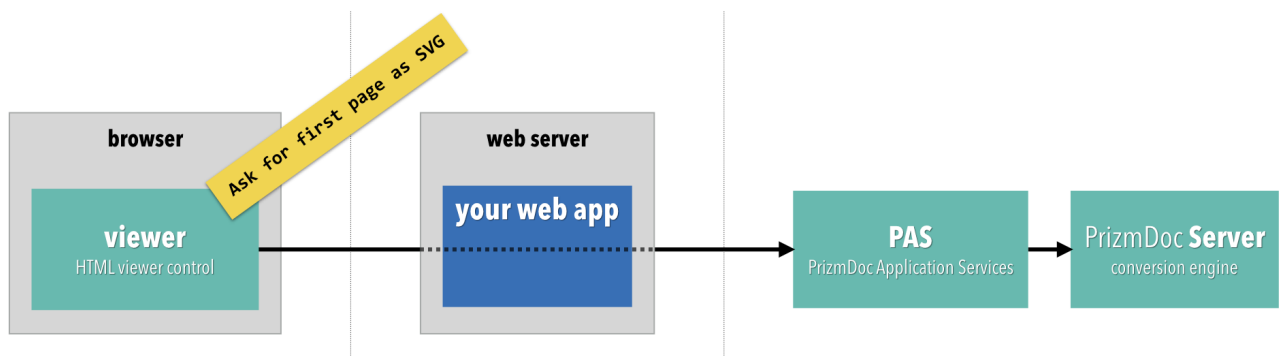 Ask for first page as SVG
browser
web server
viewer
HTML viewer control
your web app
PAS
PrizmDoc Application Services
PrizmDoc Server
conversion engine